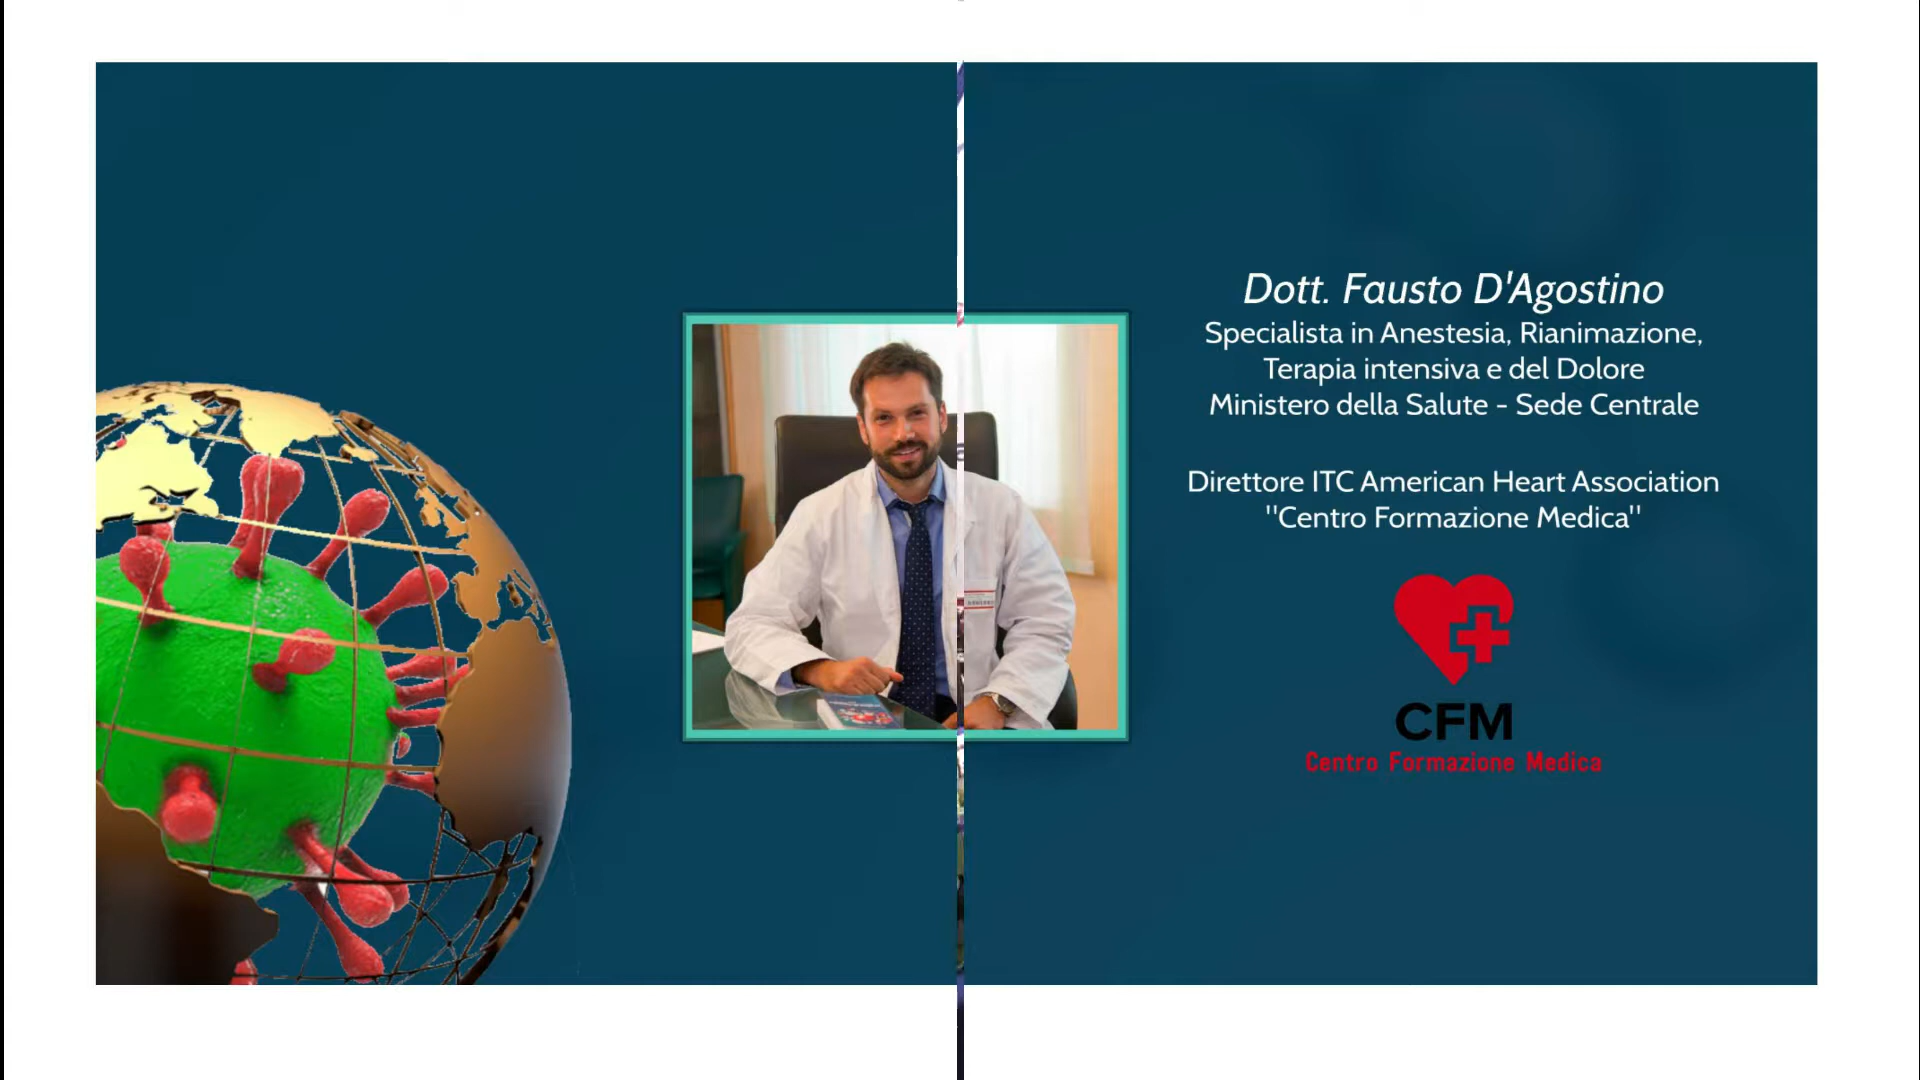 Dott. Fausto D'Agostino
Specialista in Anestesia, Rianimazione,
Terapia intensiva e del Dolore
Ministero della Salute - Sede Centrale
Direttore ITC American Heart Association
"Centro Formazione Medica"
CFM
Centro Formazione Medica